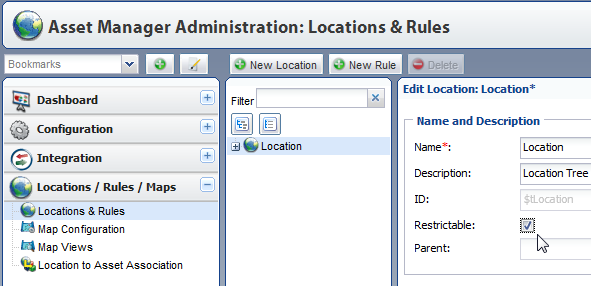 Asset Manager Administration: Locations & Rules
Bookmarks
New Location
New Rule
Delete
Dashboard
Configuration
Integration
Locations / Rules / Maps
Locations & Rules
Map Configuration
Map Views
Location to Asset Association
Filter
Location
Edit Location: Location*
Name and Description
Name*: Location
Description: Location Tree
ID: $tLocation
Restrictable:
Parent: